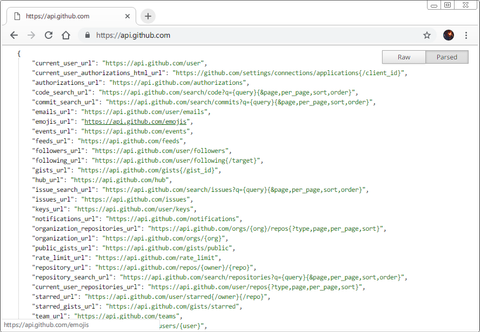 https://api.github.com
https://api.github.com
Raw
Parsed
{
"current_user_url": "https://api.github.com/user",
"current_user_authorizations_html_url": "https://github.com/settings/connections/applications{/client_id}",
"authorizations_url": "https://api.github.com/authorizations",
"code_search_url": "https://api.github.com/search/code?q={query}{&page,per_page,sort,order}",
"commit_search_url": "https://api.github.com/search/commits?q={query}{&page,per_page,sort,order}",
"emails_url": "https://api.github.com/user/emails",
"emojis_url": "https://api.github.com/emojis",
"events_url": "https://api.github.com/events",
"feeds_url": "https://api.github.com/feeds",
"followers_url": "https://api.github.com/user/followers",
"following_url": "https://api.github.com/user/following{/target}",
"gists_url": "https://api.github.com/gists{/gist_id}",
"hub_url": "https://api.github.com/hub",
"issue_search_url": "https://api.github.com/search/issues?q={query}{&page,per_page,sort,order}",
"issues_url": "https://api.github.com/issues",
"keys_url": "https://api.github.com/user/keys",
"notifications_url": "https://api.github.com/notifications",
"organization_repositories_url": "https://api.github.com/orgs/{org}/repos{?type,page,per_page,sort}",
"organization_url": "https://api.github.com/orgs/{org}",
"public_gists_url": "https://api.github.com/gists/public",
"rate_limit_url": "https://api.github.com/rate_limit",
"repository_url": "https://api.github.com/repos/{owner}/{repo}",
"repository_search_url": "https://api.github.com/search/repositories?q={query}{&page,per_page,sort,order}",
"current_user_repositories_url": "https://api.github.com/user/repos{?type,page,per_page,sort}",
"starred_url": "https://api.github.com/user/starred{/owner}{/repo}",
"starred_gists_url": "https://api.github.com/gists/starred",
"team_url": "https://api.github.com/teams",
https://api.github.com/emojis
sers/{user}",